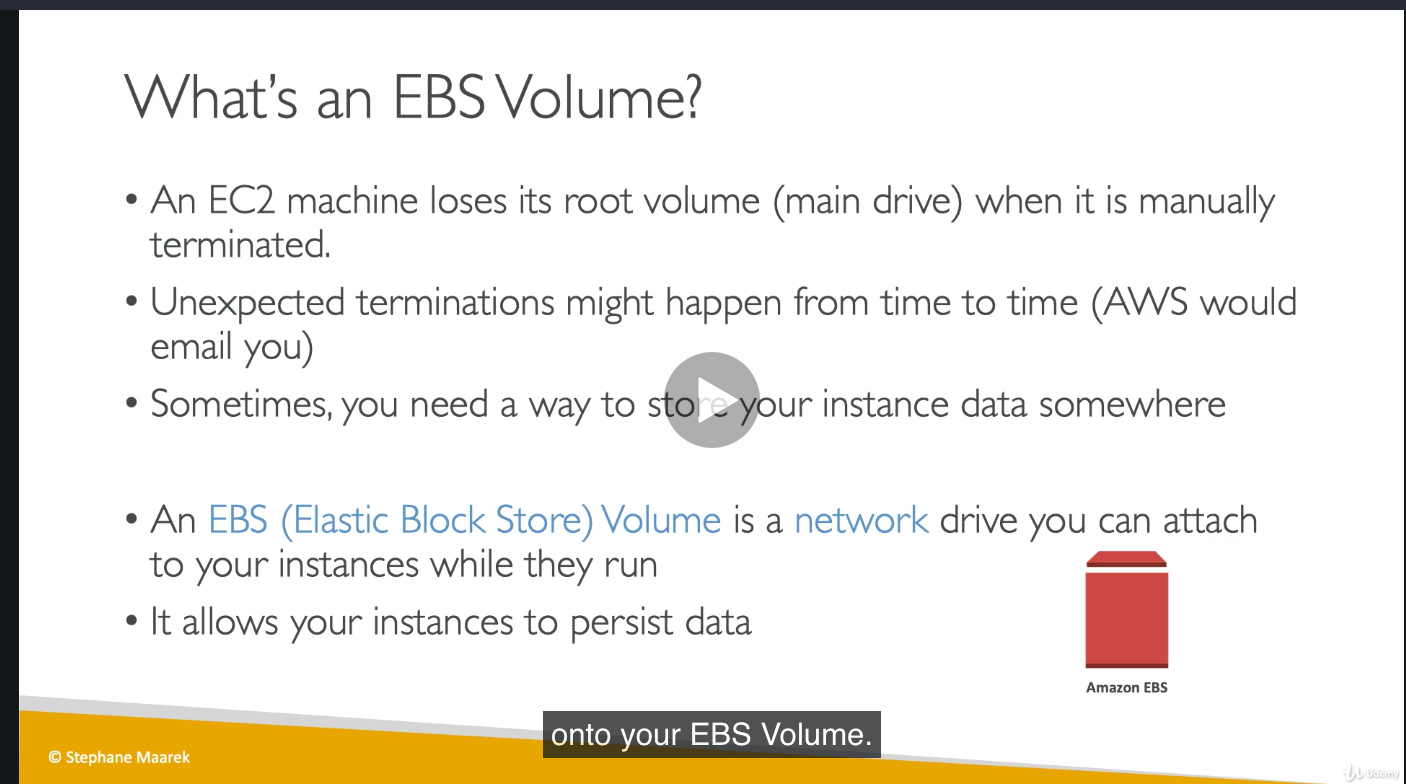 What's an EBS Volume?
• An EC2 machine loses its root volume (main drive) when it is manually
terminated.
• Unexpected terminations might happen from time to time (AWS would
email you)
• Sometimes, you need a way to store your instance data somewhere
• An EBS (Elastic Block Store) Volume is a network drive you can attach
to your instances while they run
• It allows your instances to persist data
Amazon EBS
onto your EBS Volume.
© Stephane Maarek
Udemy